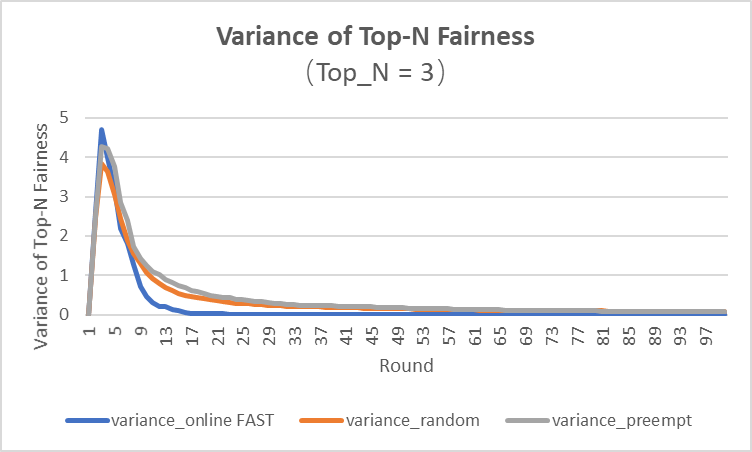 Variance of Top-N Fairness
（Top_N = 3）
Variance of Top-N Fairness
5
4
3
2
1
0
1 5 9 13 17 21 25 29 33 37 41 45 49 53 57 61 65 69 73 77 81 85 89 93 97
Round
variance_online FAST variance_random variance_preempt